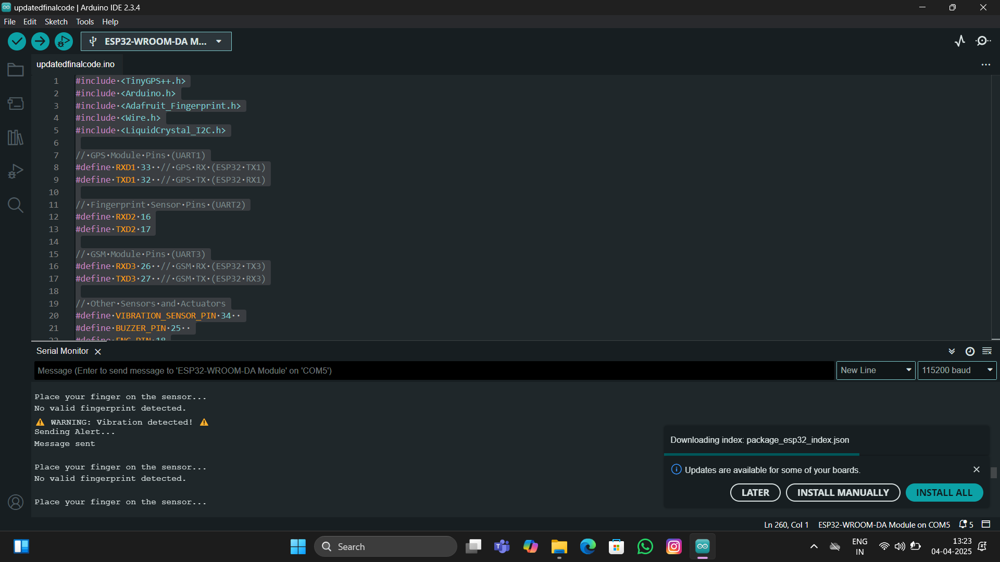 updatedfinalcode | Arduino IDE 2.3.4
File Edit Sketch Tools Help
ESP32-WROOM-DA M...
updatedfinalcode.ino
1 #include <TinyGPS++.h>
2 #include <Arduino.h>
3 #include <Adafruit_Fingerprint.h>
4 #include <Wire.h>
5 #include <LiquidCrystal_I2C.h>
6
7 // GPS Module Pins (UART1)
8 #define RXD1 33  // GPS RX (ESP32 TX1)
9 #define TXD1 32  // GPS TX (ESP32 RX1)
10
11 // Fingerprint Sensor Pins (UART2)
12 #define RXD2 16
13 #define TXD2 17
14
15 // GSM Module Pins (UART3)
16 #define RXD3 26  // GSM RX (ESP32 TX3)
17 #define TXD3 27  // GSM TX (ESP32 RX3)
18
19 // Other Sensors and Actuators
20 #define VIBRATION_SENSOR_PIN 34
21 #define BUZZER_PIN 25
22 #define ENG_PIN 18
Serial Monitor
Message (Enter to send message to 'ESP32-WROOM-DA Module' on 'COM5')
New Line
115200 baud
Place your finger on the sensor...
No valid fingerprint detected.
⚠ WARNING: Vibration detected! ⚠
Sending Alert...
Message sent
Place your finger on the sensor...
No valid fingerprint detected.
Place your finger on the sensor...
Downloading index: package_esp32_index.json
Updates are available for some of your boards.
LATER INSTALL MANUALLY INSTALL ALL
Ln 260, Col 1 ESP32-WROOM-DA Module on COM5 5
Search
ENG
IN
13:23
04-04-2025